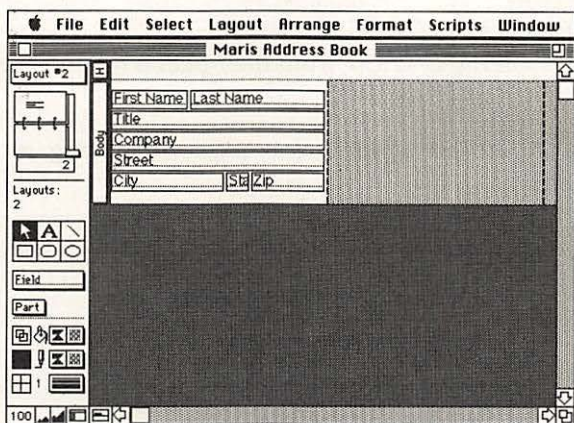 File Edit Select Layout Arrange Format Scripts Window
Maris Address Book
Layout #2
H
First Name Last Name
Title
Company
Street
City Sta Zip
Body
2
Layouts:
2
A
Field
Part
1
100